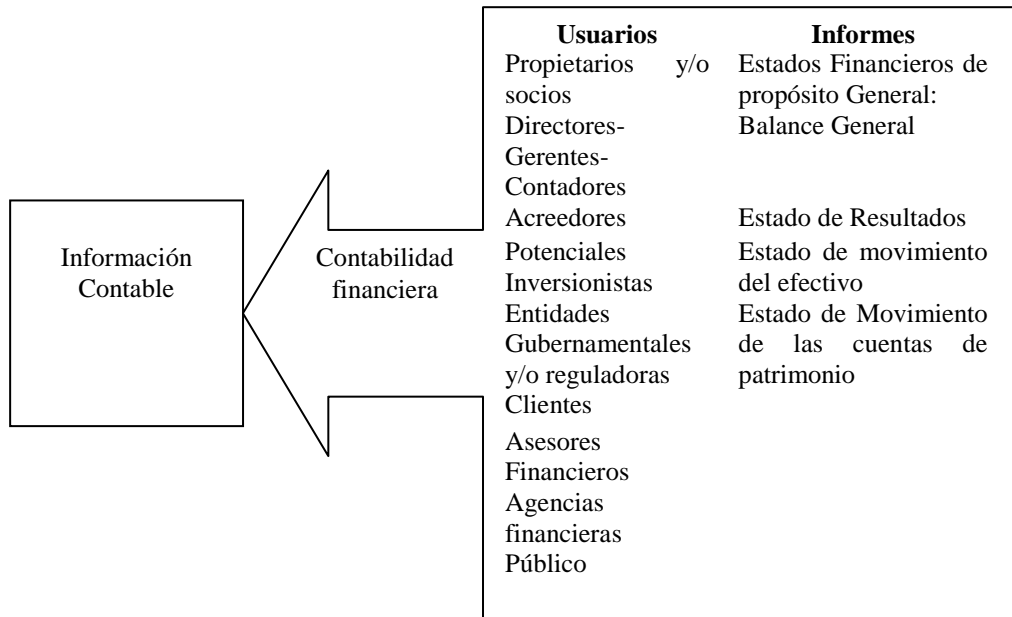 Información
Contable
Contabilidad
financiera
Usuarios
Propietarios y/o
socios
Directores-
Gerentes-
Contadores
Acreedores
Potenciales
Inversionistas
Entidades
Gubernamentales
y/o reguladoras
Clientes
Asesores
Financieros
Agencias
financieras
Público
Informes
Estados Financieros de
propósito General:
Balance General
Estado de Resultados
Estado de movimiento
del efectivo
Estado de Movimiento
de las cuentas de
patrimonio